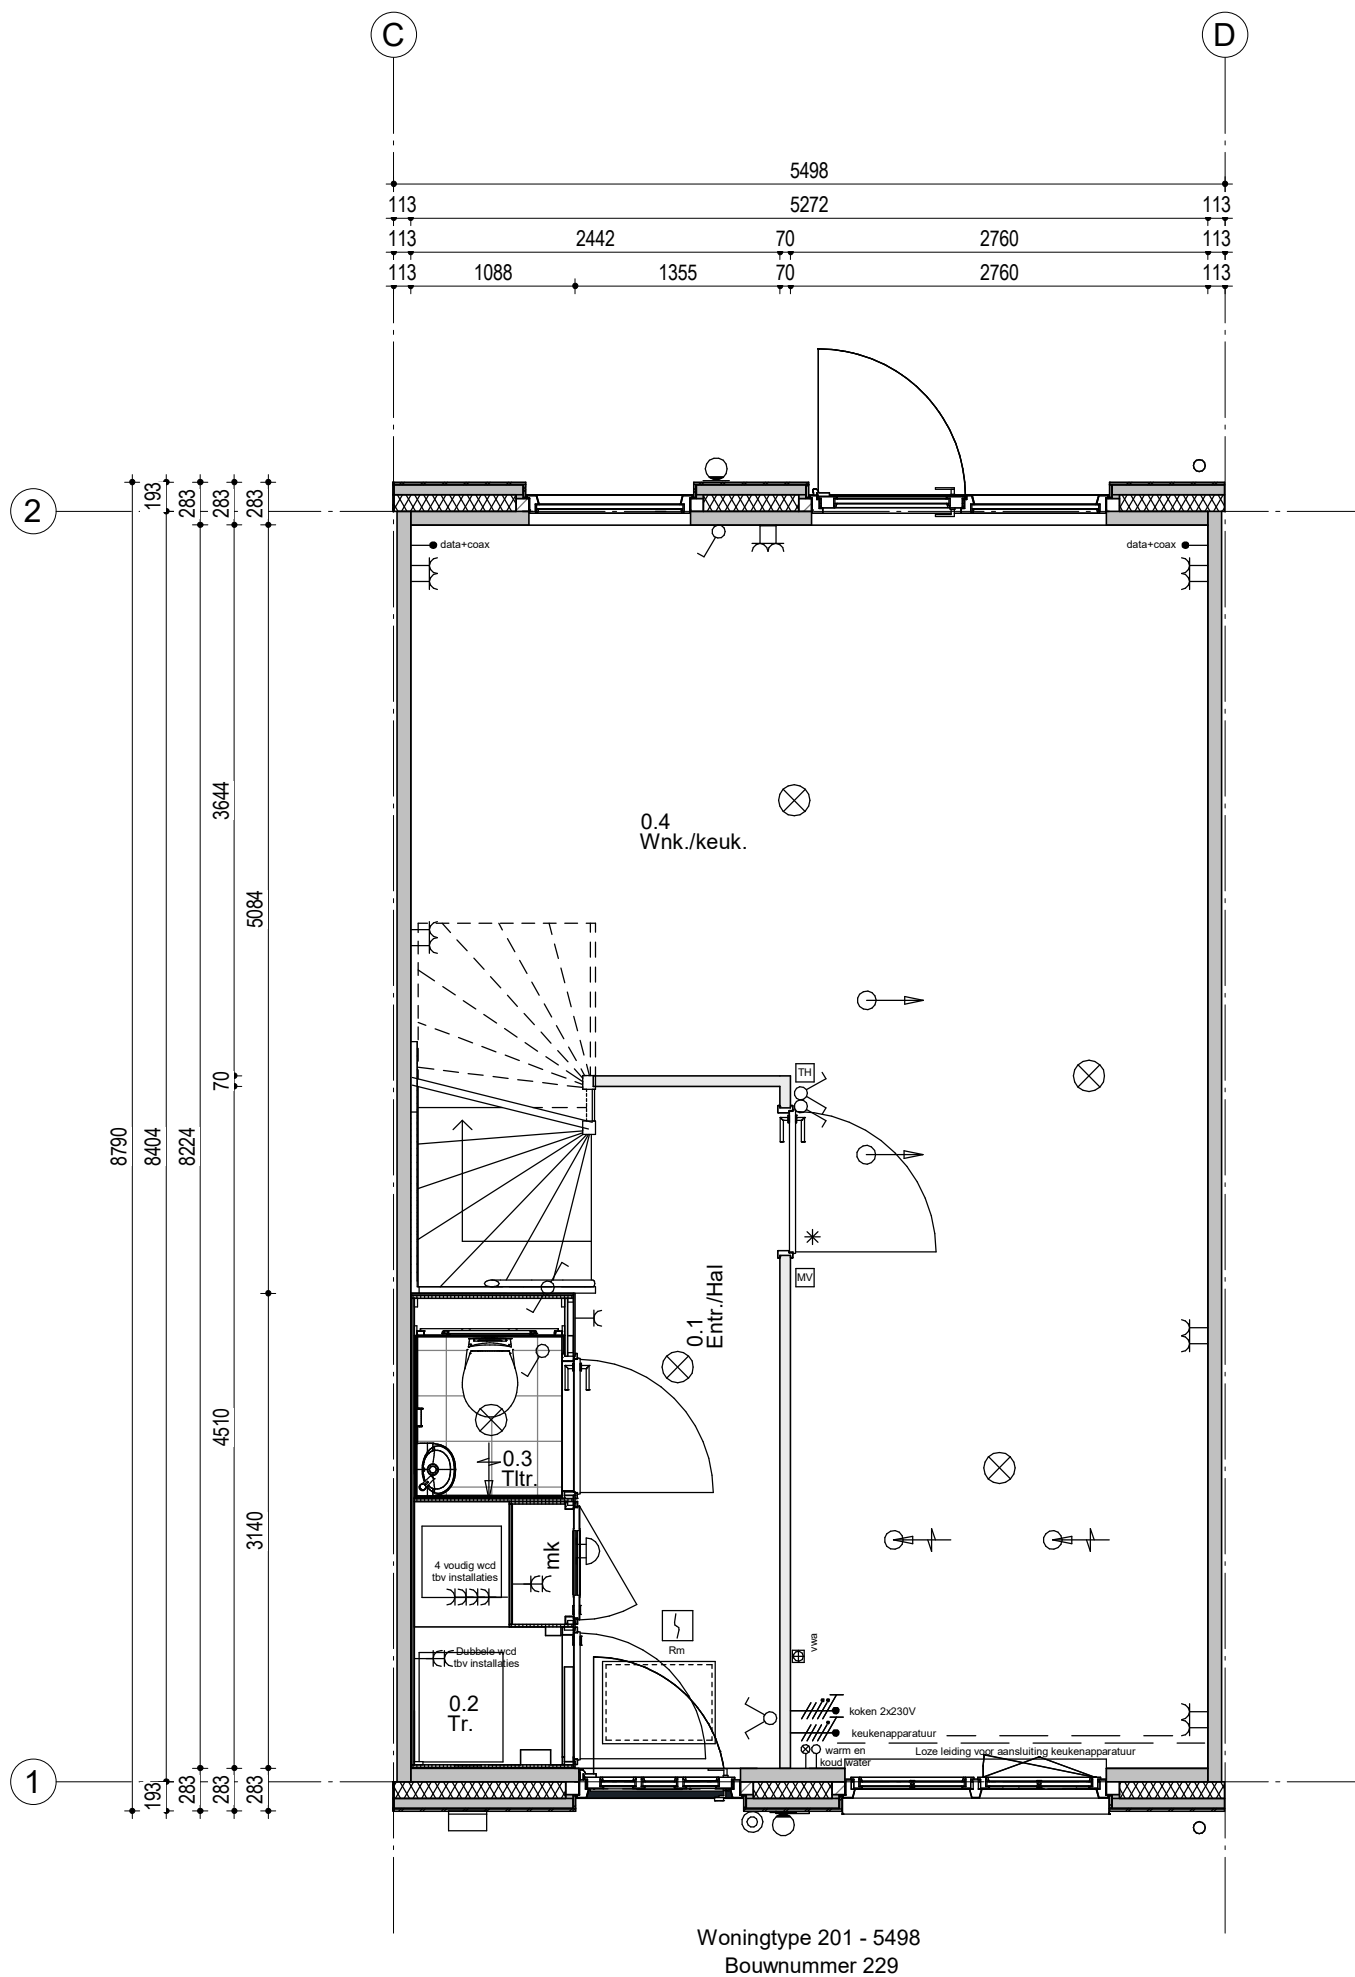 C
D
5498
113
5272
113
113
2442
70
2760
113
113
1088
1355
70
2760
113
2
193
283
283
283
data+coax
data+coax
3644
0.4
Wnk./keuk.
5084
70
TH
8790
8404
8224
MV
0.1
Entr./Hal
4510
0.3
Tltr.
3140
mk
4 voudig wcd
tbv installaties
Rm
vwa
Dubbele wcd
tbv installaties
0.2
Tr.
koken 2x230V
keukenapparatuur
warm en
koud water
Loze leiding voor aansluiting keukenapparatuur
1
193
283
283
283
Woningtype 201 - 5498
Bouwnummer 229